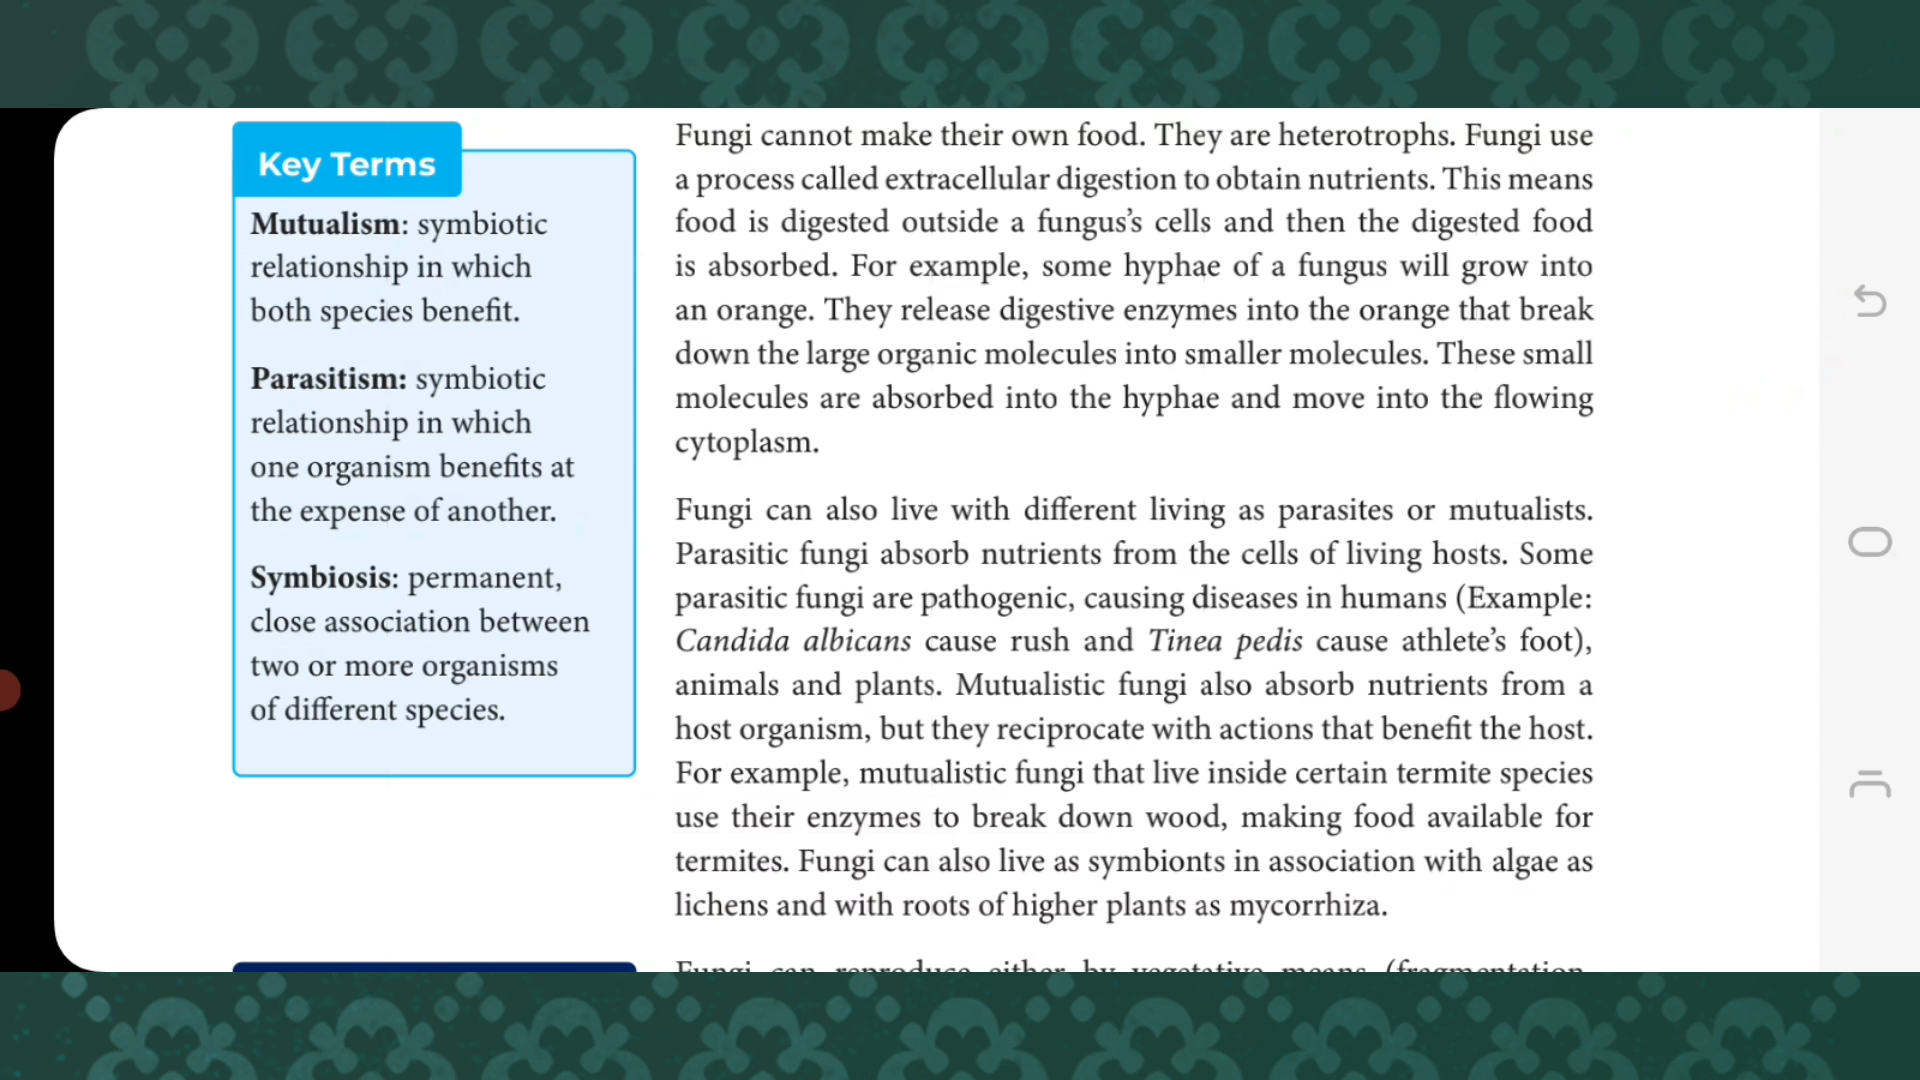 Key Terms
Mutualism: symbiotic
relationship in which
both species benefit.
Parasitism: symbiotic
relationship in which
one organism benefits at
the expense of another.
Symbiosis: permanent,
close association between
two or more organisms
of different species.
Fungi cannot make their own food. They are heterotrophs. Fungi use
a process called extracellular digestion to obtain nutrients. This means
food is digested outside a fungus's cells and then the digested food
is absorbed. For example, some hyphae of a fungus will grow into
an orange. They release digestive enzymes into the orange that break
down the large organic molecules into smaller molecules. These small
molecules are absorbed into the hyphae and move into the flowing
cytoplasm.
Fungi can also live with different living as parasites or mutualists.
Parasitic fungi absorb nutrients from the cells of living hosts. Some
parasitic fungi are pathogenic, causing diseases in humans (Example:
Candida albicans cause rush and Tinea pedis cause athlete's foot),
animals and plants. Mutualistic fungi also absorb nutrients from a
host organism, but they reciprocate with actions that benefit the host.
For example, mutualistic fungi that live inside certain termite species
use their enzymes to break down wood, making food available for
termites. Fungi can also live as symbionts in association with algae as
lichens and with roots of higher plants as mycorrhiza.
Fungi can reproduce either by vegetative means (fragmentation,